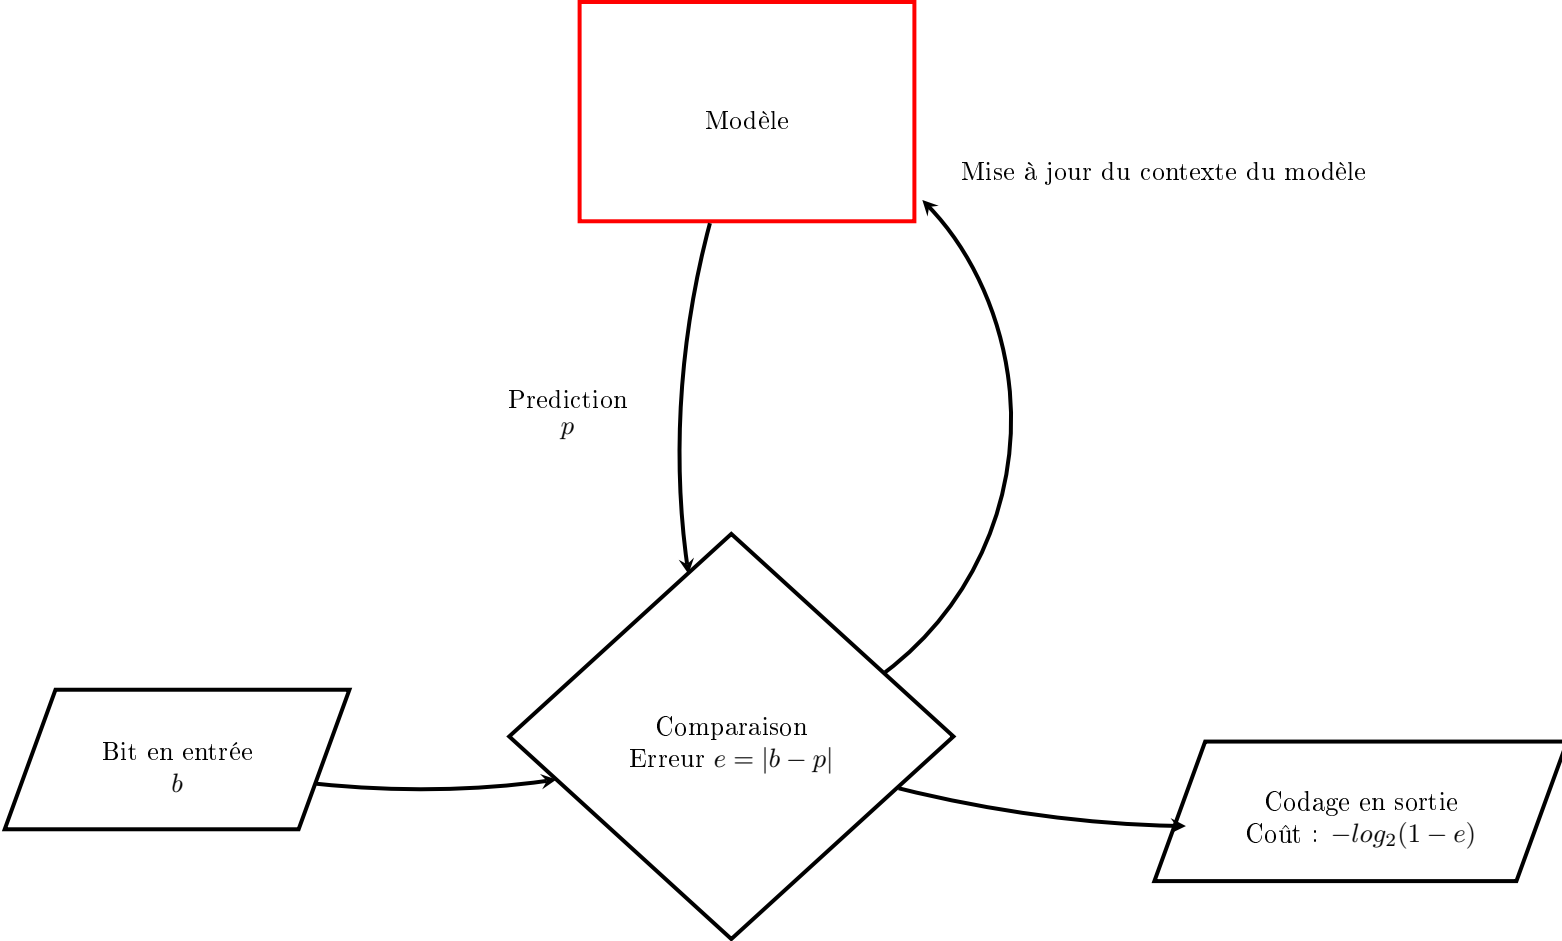 Modèle
Mise à jour du contexte du modèle
Prediction
p
Bit en entrée
b
Comparaison
Erreur e = |b − p|
Codage en sortie
Coût : −log₂(1 − e)